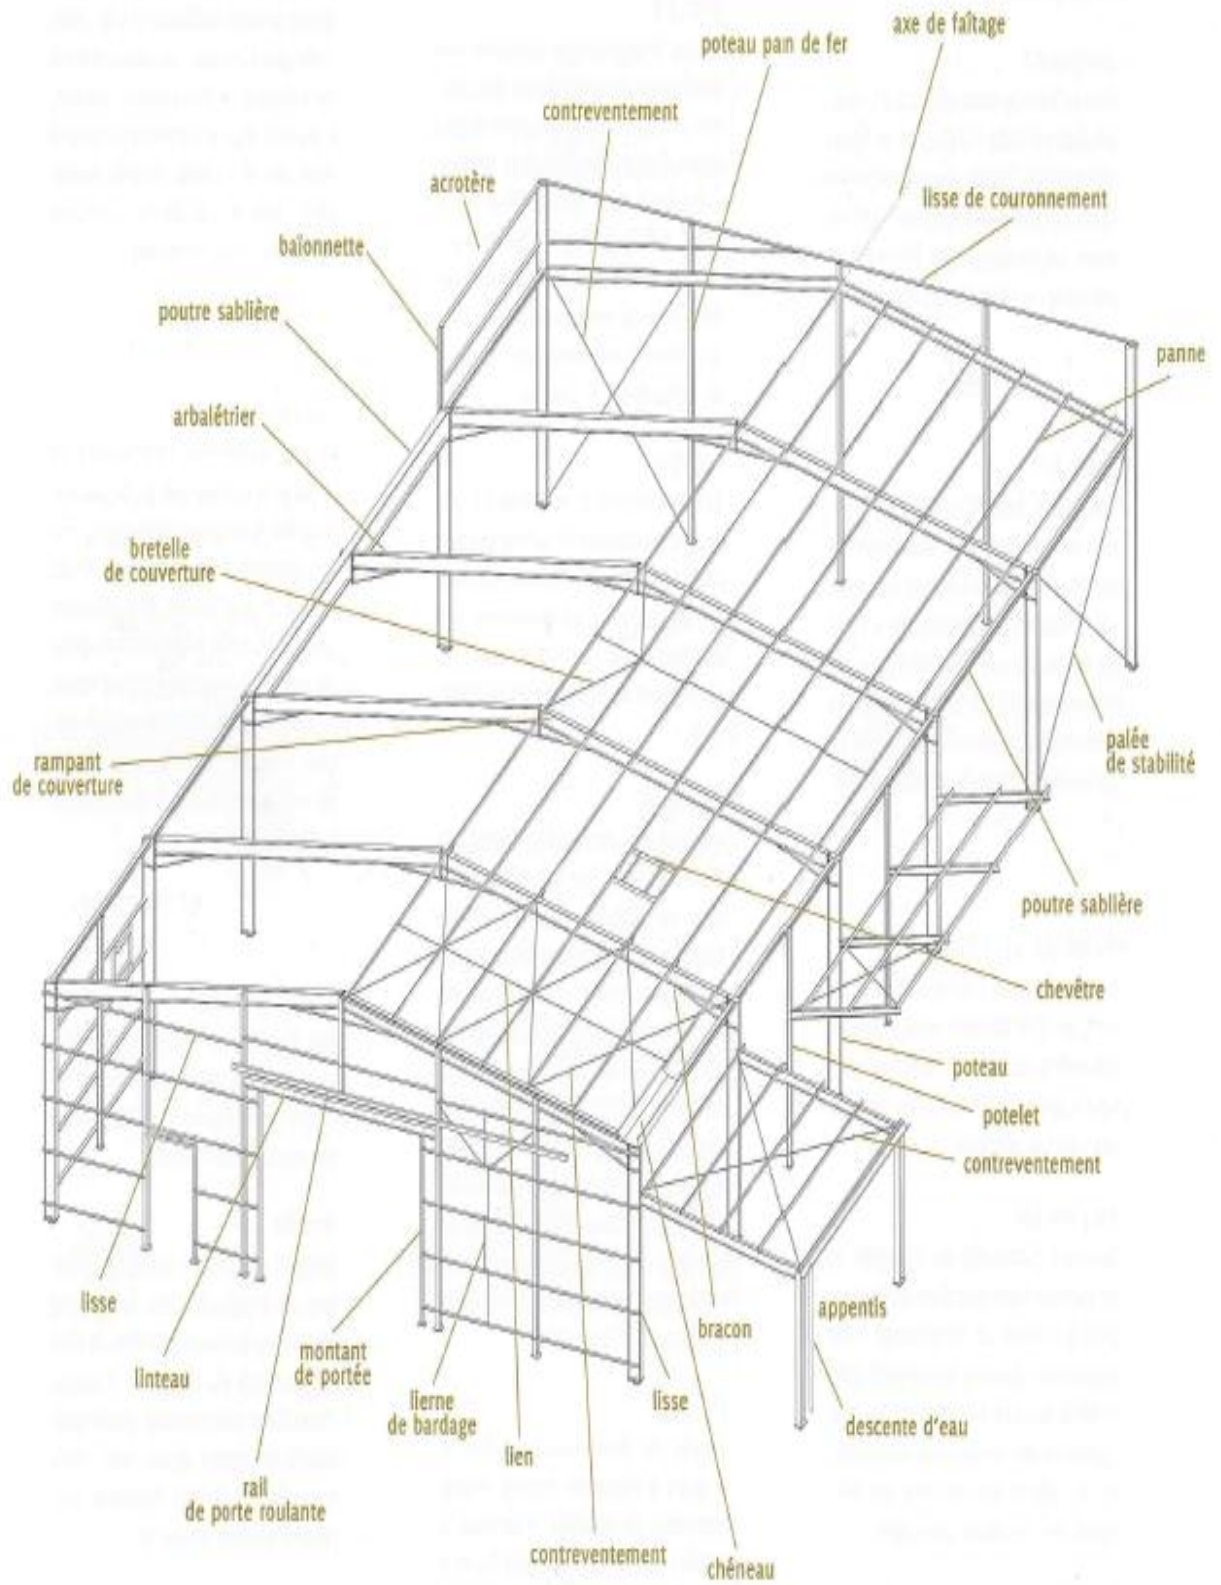 axe de faîtage
poteau pan de fer
contreventement
acrotère
lisse de couronnement
baïonnette
poutre sablière
panne
arbalétrier
bretelle
de couverture
rampant
de couverture
palée
de stabilité
poutre sablière
chevêtre
poteau
potelet
contreventement
lisse
appentis
bracon
montant
de portée
linteau
lierne
de bardage
lisse
descente d'eau
lien
rail
de porte roulante
contreventement
chéneau